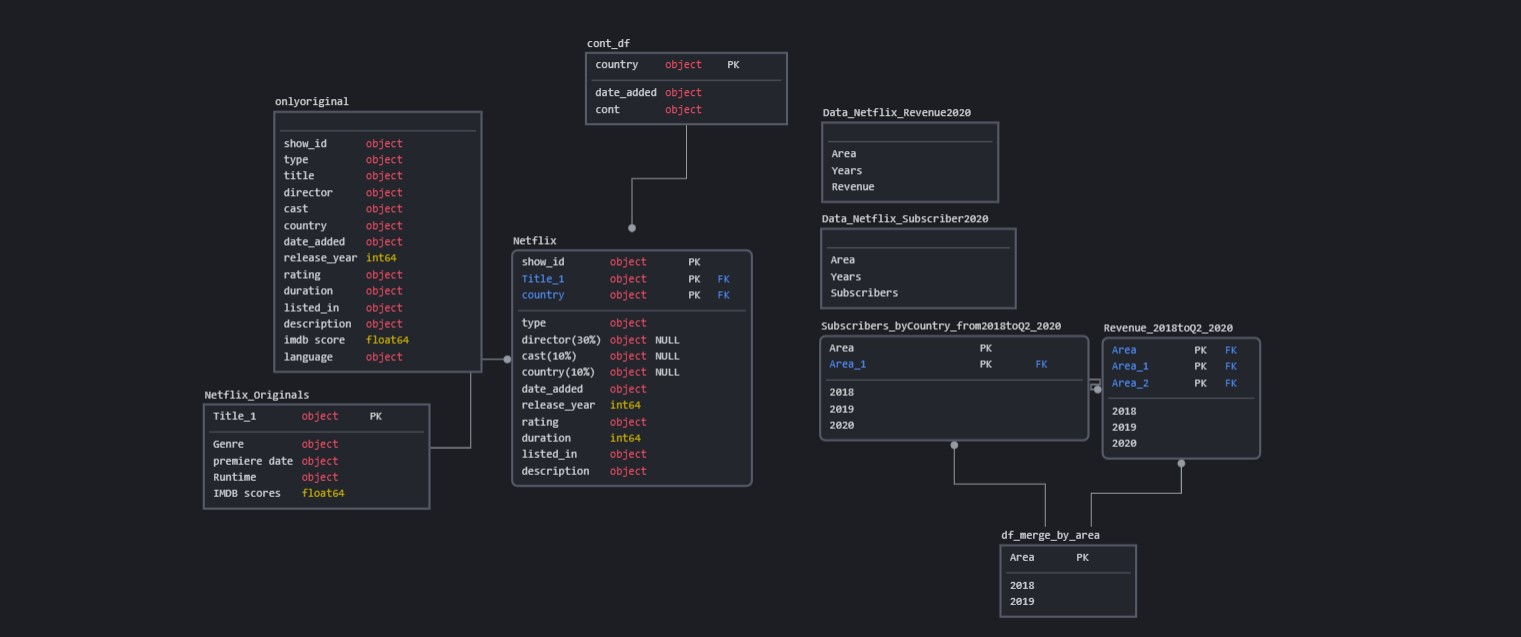 cont_df
country object PK
date_added object
cont object
onlyoriginal
show_id object
type object
title object
director object
cast object
country object
date_added object
release_year int64
rating object
duration object
listed_in object
description object
imdb score float64
language object
Netflix_Originals
Title_1 object PK
Genre object
premiere date object
Runtime object
IMDB scores float64
Netflix
show_id object PK
Title_1 object PK FK
country object PK FK
type object
director(30%) object NULL
cast(10%) object NULL
country(10%) object NULL
date_added object
release_year int64
rating object
duration int64
listed_in object
description object
Data_Netflix_Revenue2020
Area
Years
Revenue
Data_Netflix_Subscriber2020
Area
Years
Subscribers
Subscribers_byCountry_from2018toQ2_2020
Area PK
Area_1 PK FK
2018
2019
2020
Revenue_2018toQ2_2020
Area PK FK
Area_1 PK FK
Area_2 PK FK
2018
2019
2020
df_merge_by_area
Area PK
2018
2019